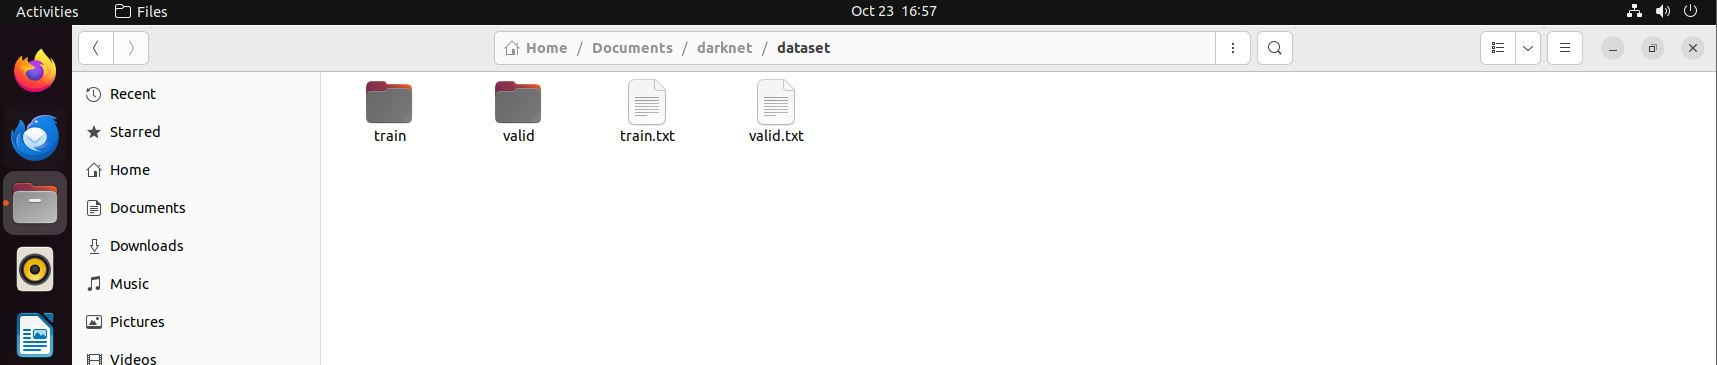 Activities Files Oct 23 16:57
Home / Documents / darknet / dataset
Recent
Starred
Home
Documents
Downloads
Music
Pictures
Videos
train valid train.txt valid.txt